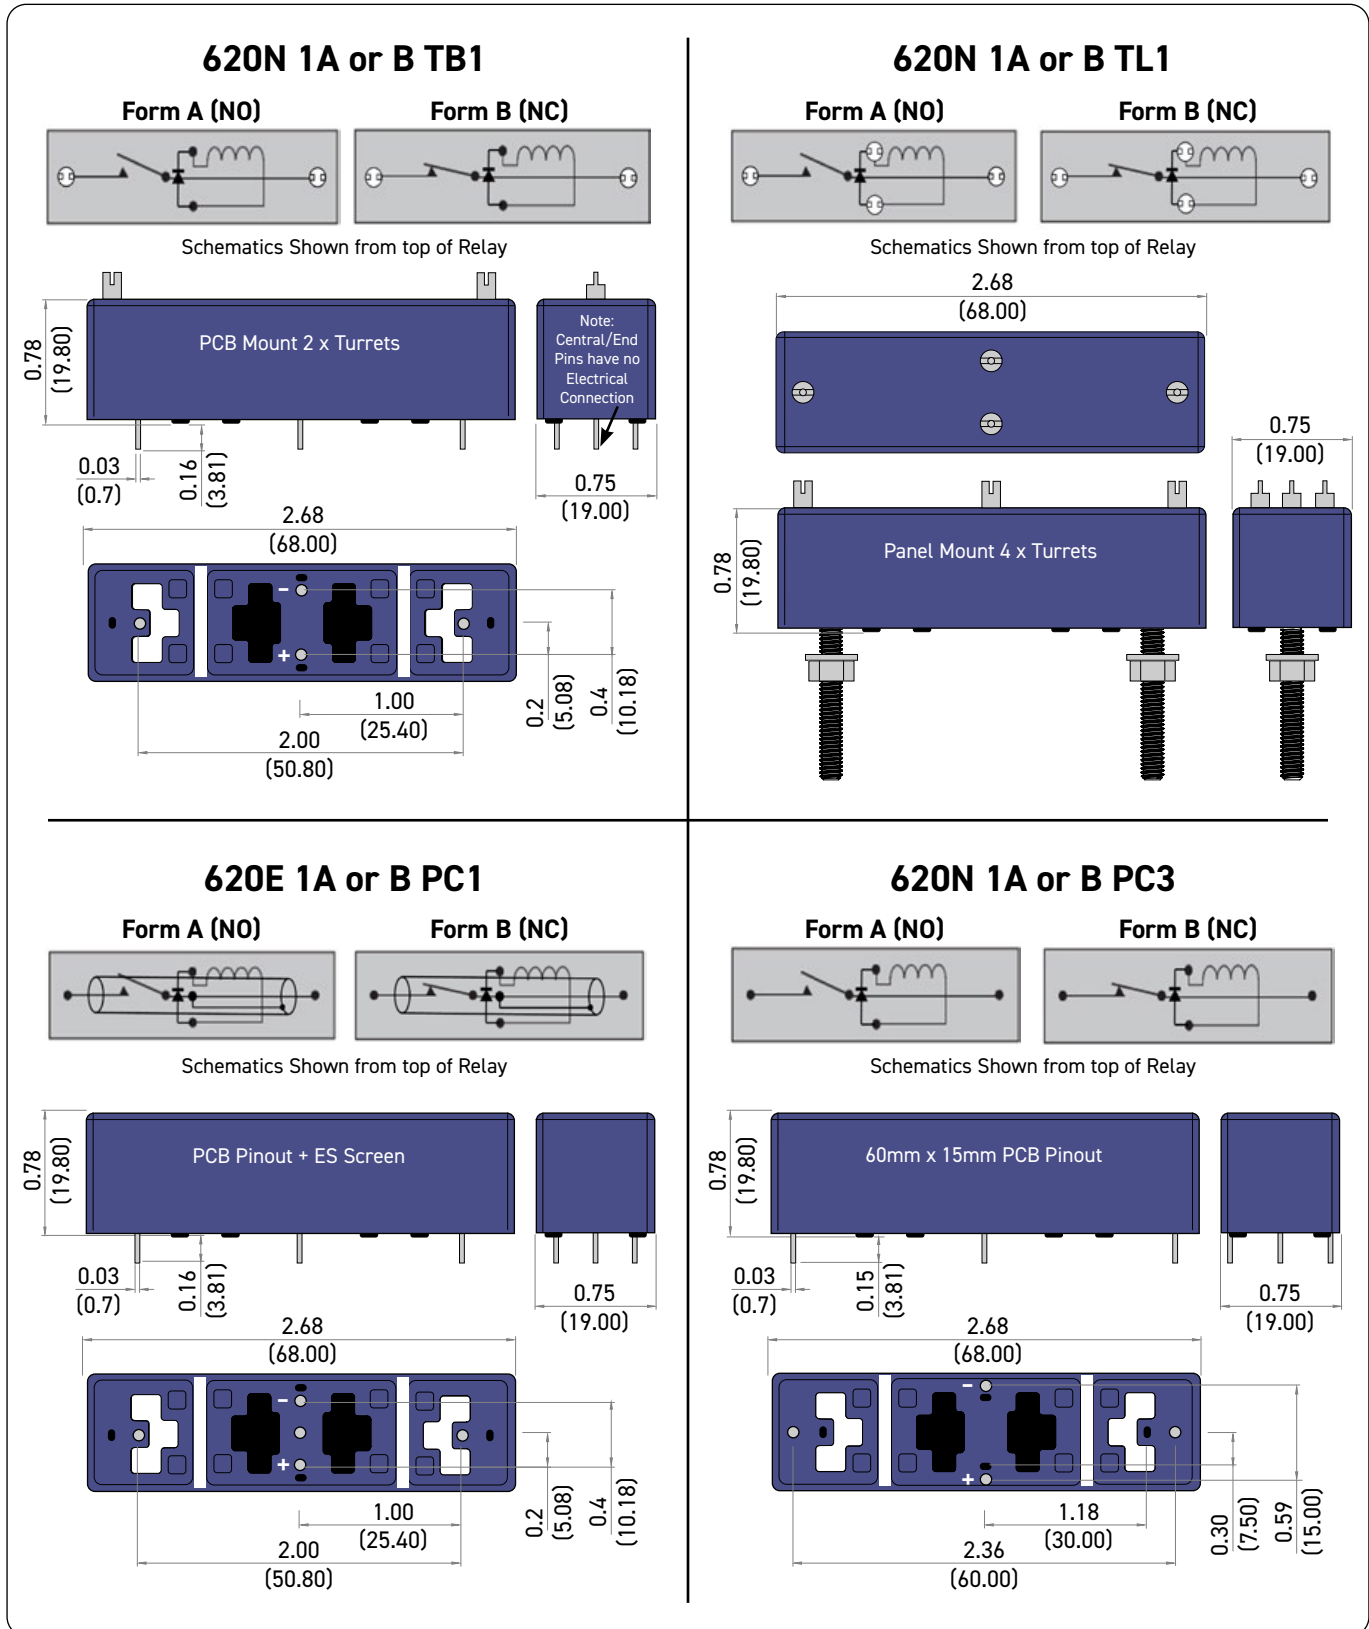 620N 1A or B TB1
Form A (NO)
Form B (NC)
Schematics Shown from top of Relay
PCB Mount 2 x Turrets
Note:
Central/End
Pins have no
Electrical
Connection
0.78
(19.80)
0.03
(0.7)
0.16
(3.81)
0.75
(19.00)
2.68
(68.00)
–
+
1.00
(25.40)
2.00
(50.80)
0.2
(5.08)
0.4
(10.18)
620N 1A or B TL1
Form A (NO)
Form B (NC)
Schematics Shown from top of Relay
2.68
(68.00)
0.75
(19.00)
Panel Mount 4 x Turrets
0.78
(19.80)
620E 1A or B PC1
Form A (NO)
Form B (NC)
Schematics Shown from top of Relay
PCB Pinout + ES Screen
0.78
(19.80)
0.03
(0.7)
0.16
(3.81)
0.75
(19.00)
2.68
(68.00)
–
+
1.00
(25.40)
2.00
(50.80)
0.2
(5.08)
0.4
(10.18)
620N 1A or B PC3
Form A (NO)
Form B (NC)
Schematics Shown from top of Relay
60mm x 15mm PCB Pinout
0.78
(19.80)
0.03
(0.7)
0.15
(3.81)
0.75
(19.00)
2.68
(68.00)
–
+
1.18
(30.00)
2.36
(60.00)
0.30
(7.50)
0.59
(15.00)